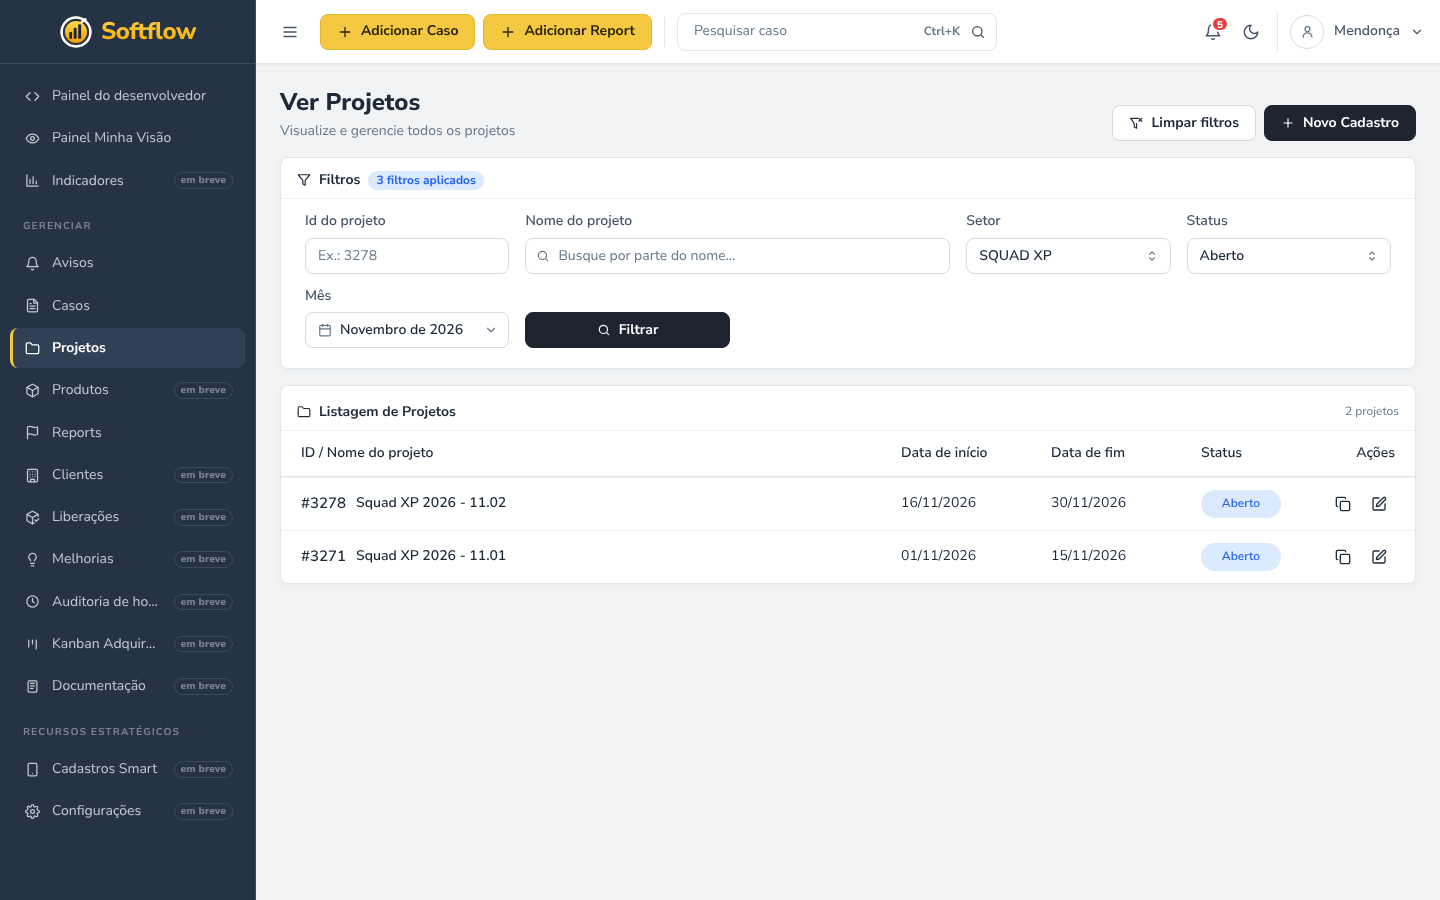 Softflow
Adicionar Caso
Adicionar Report
Pesquisar caso
Ctrl+K
5
Mendonça
Painel do desenvolvedor
Painel Minha Visão
Indicadores
em breve
GERENCIAR
Avisos
Casos
Projetos
Produtos
em breve
Reports
Clientes
em breve
Liberações
em breve
Melhorias
em breve
Auditoria de ho...
em breve
Kanban Adquir...
em breve
Documentação
em breve
RECURSOS ESTRATÉGICOS
Cadastros Smart
em breve
Configurações
em breve
Ver Projetos
Visualize e gerencie todos os projetos
Limpar filtros
Novo Cadastro
Filtros
3 filtros aplicados
Id do projeto
Nome do projeto
Setor
Status
Ex.: 3278
Busque por parte do nome...
SQUAD XP
Aberto
Mês
Novembro de 2026
Filtrar
Listagem de Projetos
2 projetos
ID / Nome do projeto
Data de início
Data de fim
Status
Ações
#3278 Squad XP 2026 - 11.02
16/11/2026
30/11/2026
Aberto
#3271 Squad XP 2026 - 11.01
01/11/2026
15/11/2026
Aberto